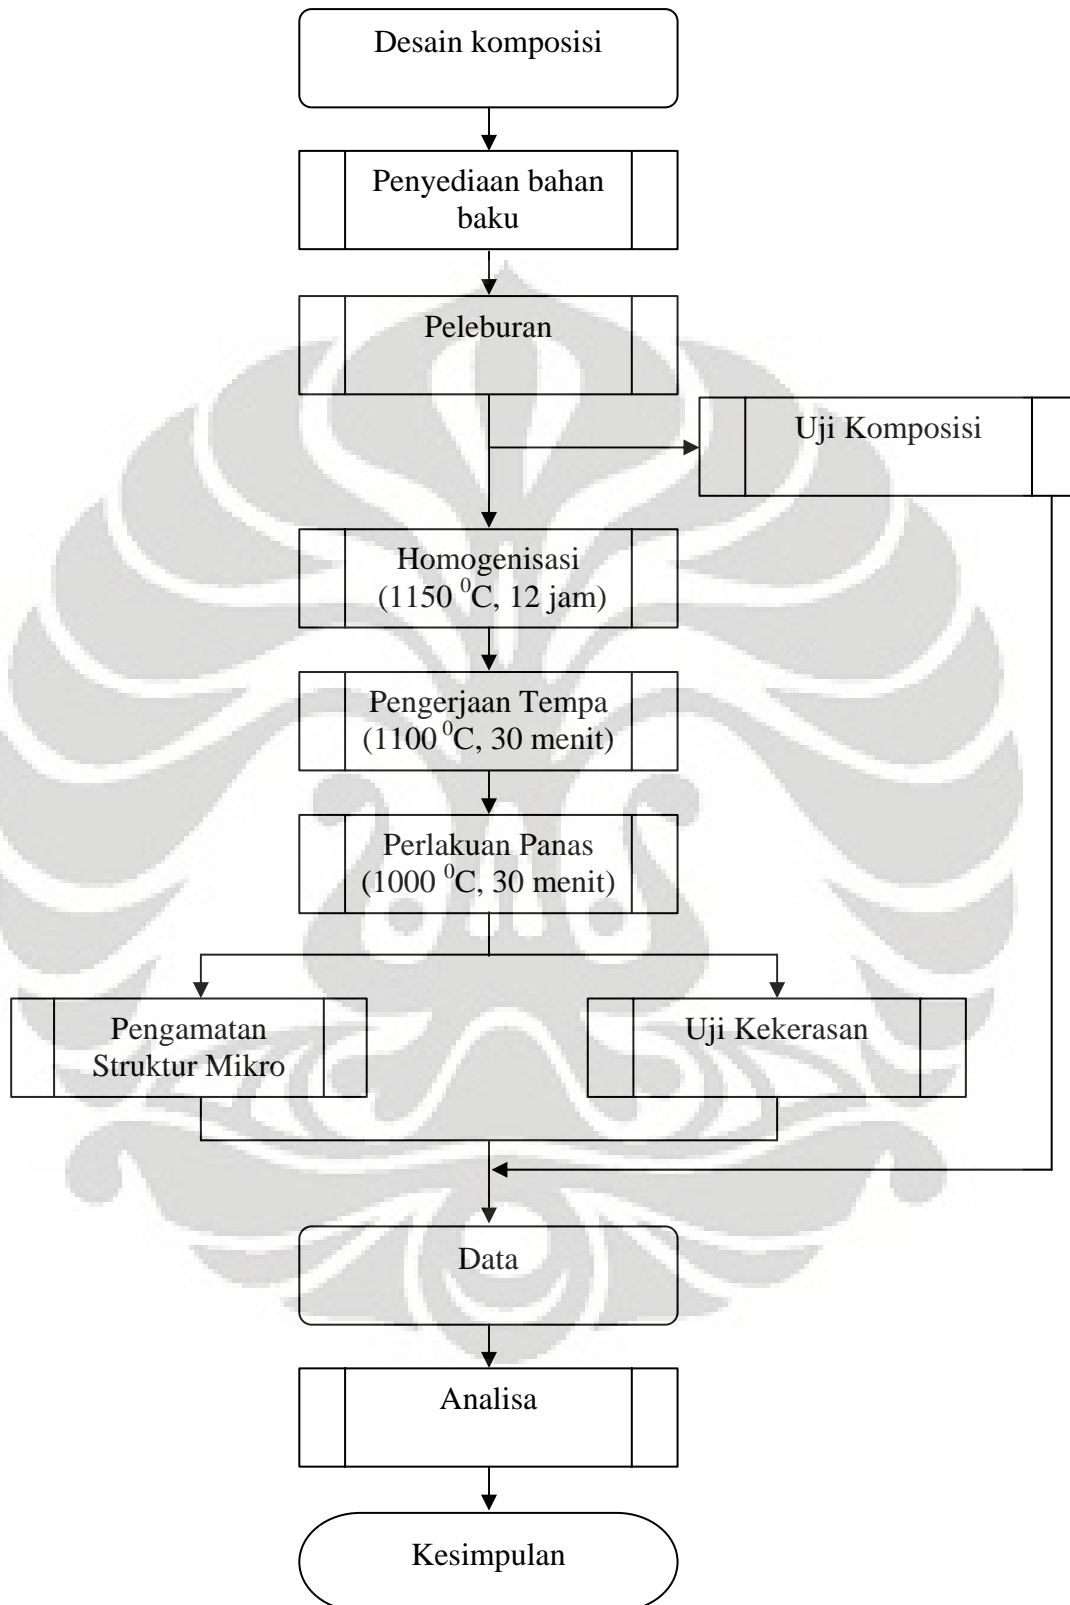 Desain komposisi
Penyediaan bahan
baku
Peleburan
Uji Komposisi
Homogenisasi
(1150 ⁰C, 12 jam)
Pengerjaan Tempa
(1100 ⁰C, 30 menit)
Perlakuan Panas
(1000 ⁰C, 30 menit)
Pengamatan
Struktur Mikro
Uji Kekerasan
Data
Analisa
Kesimpulan